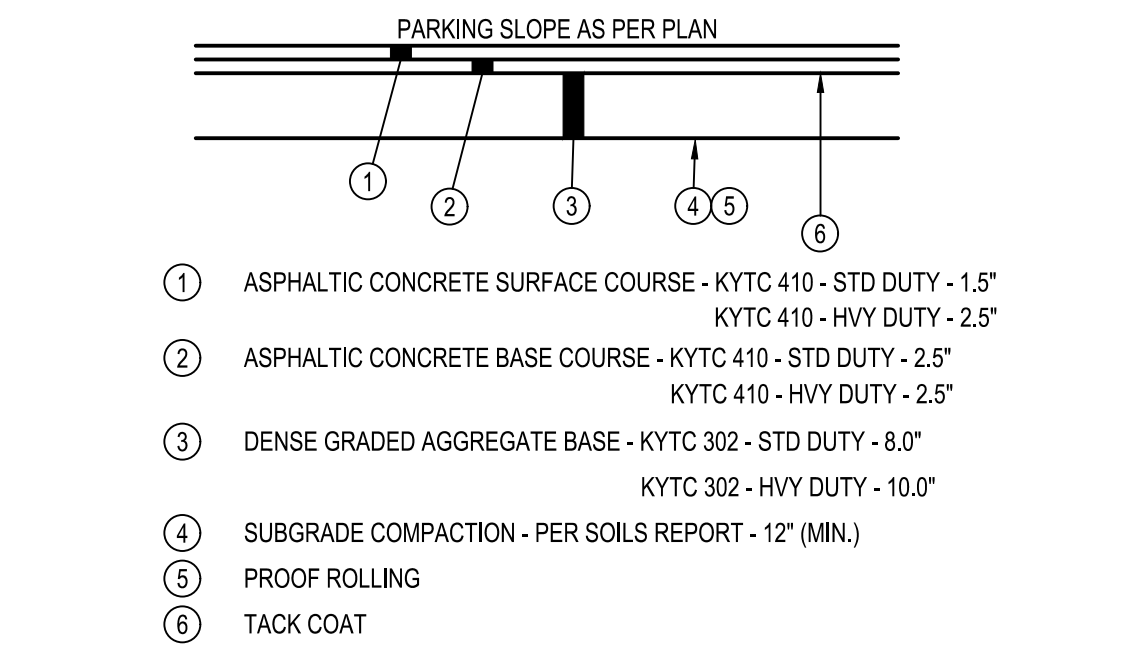 PARKING SLOPE AS PER PLAN
1
2
3
4
5
6
1 ASPHALTIC CONCRETE SURFACE COURSE - KYTC 410 - STD DUTY - 1.5"
KYTC 410 - HVY DUTY - 2.5"
2 ASPHALTIC CONCRETE BASE COURSE - KYTC 410 - STD DUTY - 2.5"
KYTC 410 - HVY DUTY - 2.5"
3 DENSE GRADED AGGREGATE BASE - KYTC 302 - STD DUTY - 8.0"
KYTC 302 - HVY DUTY - 10.0"
4 SUBGRADE COMPACTION - PER SOILS REPORT - 12" (MIN.)
5 PROOF ROLLING
6 TACK COAT